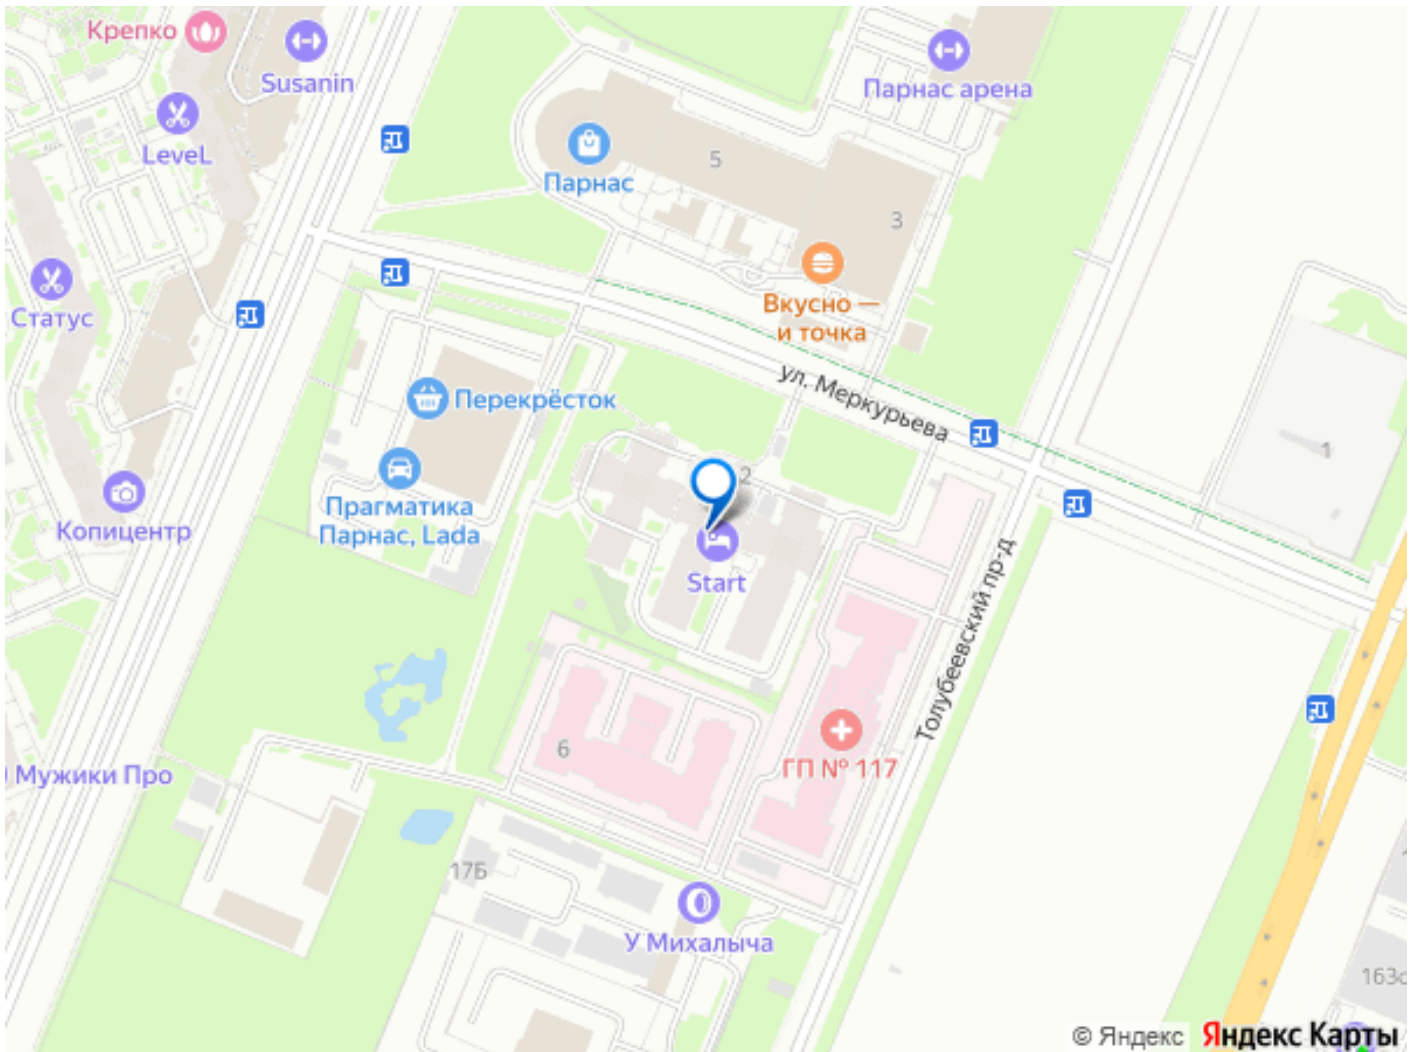 Крепко
Susanin
LeveL
Парнас арена
5
Парнас
3
Вкусно —
и точка
Статус
ул. Меркурьева
Перекрёсток
1
2
Прагматика
Парнас, Lada
Копицентр
Start
Толубеевский пр-д
6
ГП № 117
Мужики Про
17Б
У Михалыча
© Яндекс
Яндекс Карты